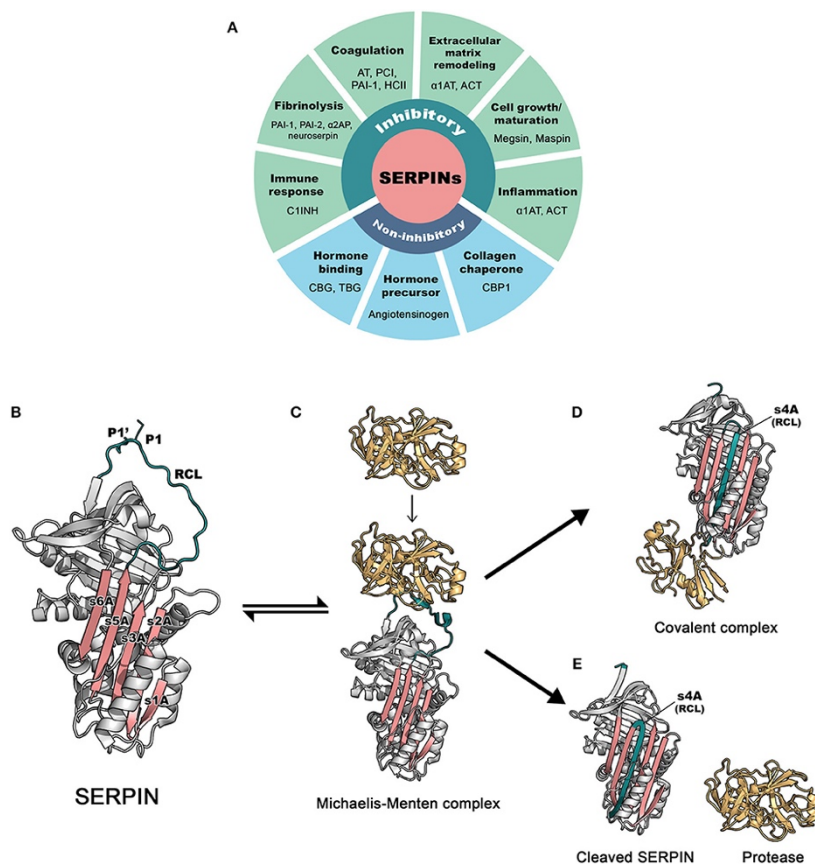 A
Coagulation
AT, PCI,
PAI-1, HCII
Extracellular
matrix
remodeling
α1AT, ACT
Fibrinolysis
PAI-1, PAI-2, α2AP,
neuroserpin
Cell growth/
maturation
Megsin, Maspin
Inhibitory
SERPINs
Immune
response
C1INH
Inflammation
α1AT, ACT
Non-inhibitory
Hormone
binding
CBG, TBG
Hormone
precursor
Angiotensinogen
Collagen
chaperone
CBP1
B
P1'
P1
RCL
s6A
s5A
s3A
s2A
s1A
SERPIN
C
Michaelis-Menten complex
D
s4A
(RCL)
Covalent complex
E
s4A
(RCL)
Cleaved SERPIN
Protease